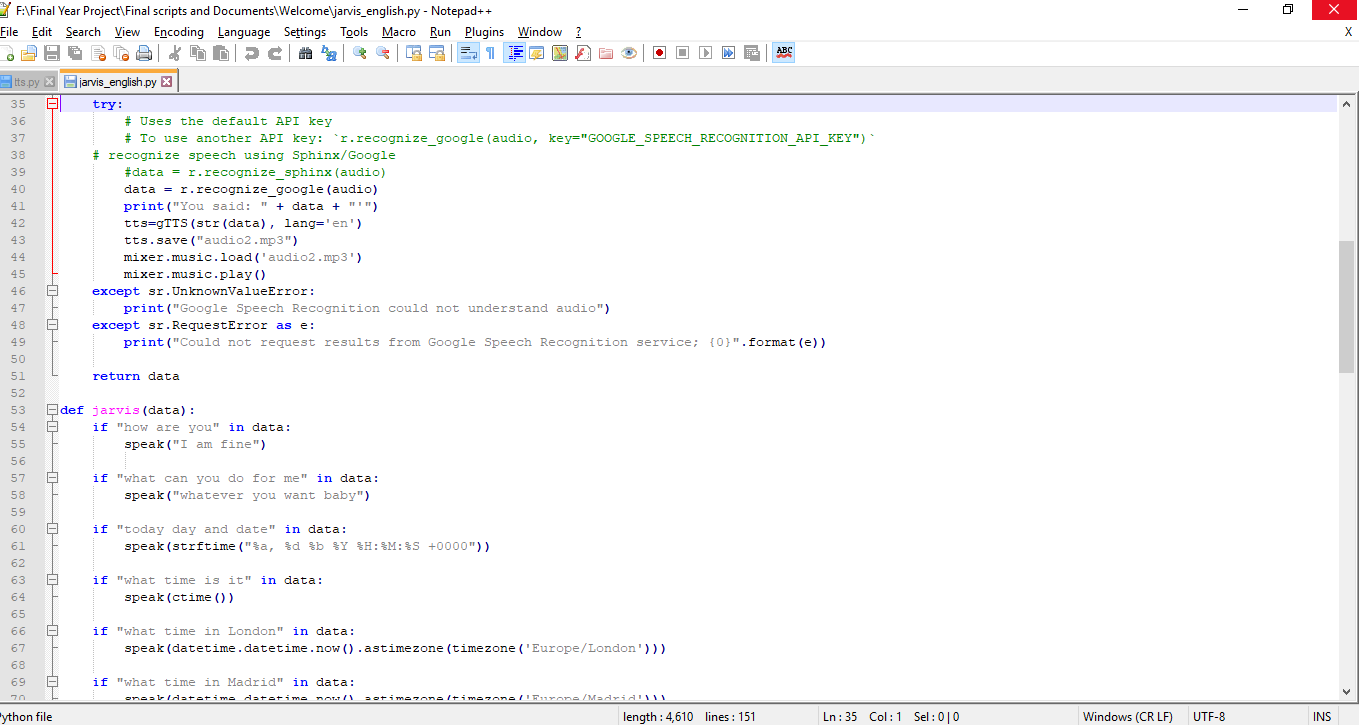 F:\Final Year Project\Final scripts and Documents\Welcome\jarvis_english.py - Notepad++
File Edit Search View Encoding Language Settings Tools Macro Run Plugins Window ? X
ABC
tts.py jarvis_english.py
35 try:
36 # Uses the default API key
37 # To use another API key: `r.recognize_google(audio, key="GOOGLE_SPEECH_RECOGNITION_API_KEY")`
38 # recognize speech using Sphinx/Google
39 #data = r.recognize_sphinx(audio)
40 data = r.recognize_google(audio)
41 print("You said: " + data + "'")
42 tts=gTTS(str(data), lang='en')
43 tts.save("audio2.mp3")
44 mixer.music.load('audio2.mp3')
45 mixer.music.play()
46 except sr.UnknownValueError:
47 print("Google Speech Recognition could not understand audio")
48 except sr.RequestError as e:
49 print("Could not request results from Google Speech Recognition service; {0}".format(e))
50
51 return data
52
53 def jarvis(data):
54 if "how are you" in data:
55 speak("I am fine")
56
57 if "what can you do for me" in data:
58 speak("whatever you want baby")
59
60 if "today day and date" in data:
61 speak(strftime("%a, %d %b %Y %H:%M:%S +0000"))
62
63 if "what time is it" in data:
64 speak(ctime())
65
66 if "what time in London" in data:
67 speak(datetime.datetime.now().astimezone(timezone('Europe/London')))
68
69 if "what time in Madrid" in data:
70 speak(datetime.datetime.now().astimezone(timezone('Europe/Madrid')))
Python file length : 4,610 lines : 151 Ln : 35 Col : 1 Sel : 0 | 0 Windows (CR LF) UTF-8 INS